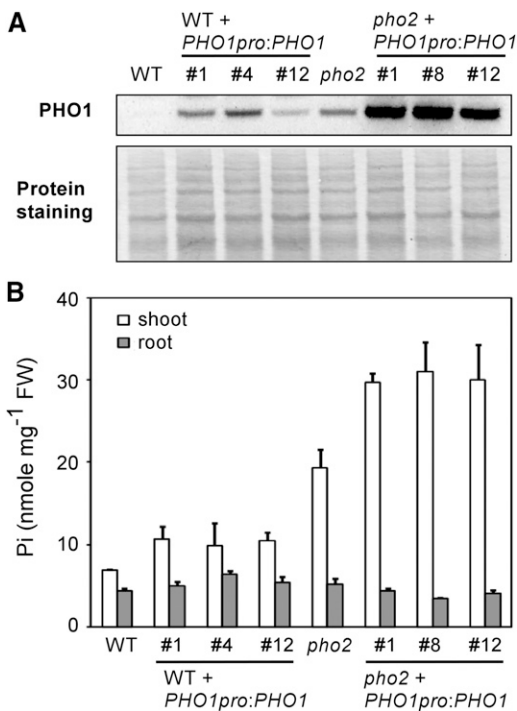 A
WT +
PHO1pro:PHO1
pho2 +
PHO1pro:PHO1
WT #1 #4 #12 pho2 #1 #8 #12
PHO1
Protein
staining
B
40
30
20
10
0
Pi (nmole mg⁻¹ FW)
shoot
root
WT #1 #4 #12 pho2 #1 #8 #12
WT +
PHO1pro:PHO1
pho2 +
PHO1pro:PHO1